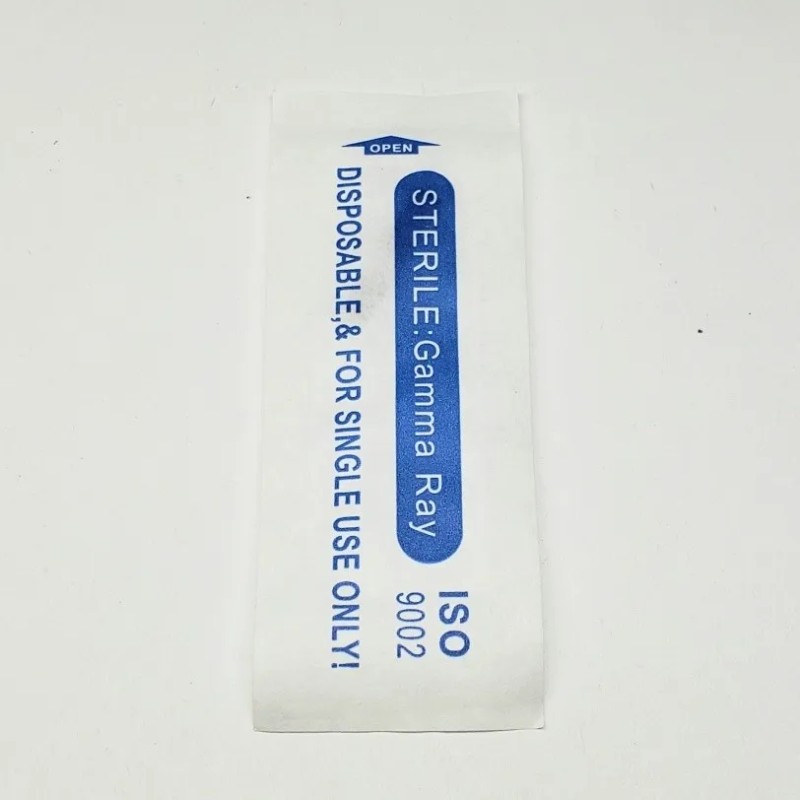 OPEN
STERILE:Gamma Ray
ISO
9002
DISPOSABLE,& FOR SINGLE USE ONLY!